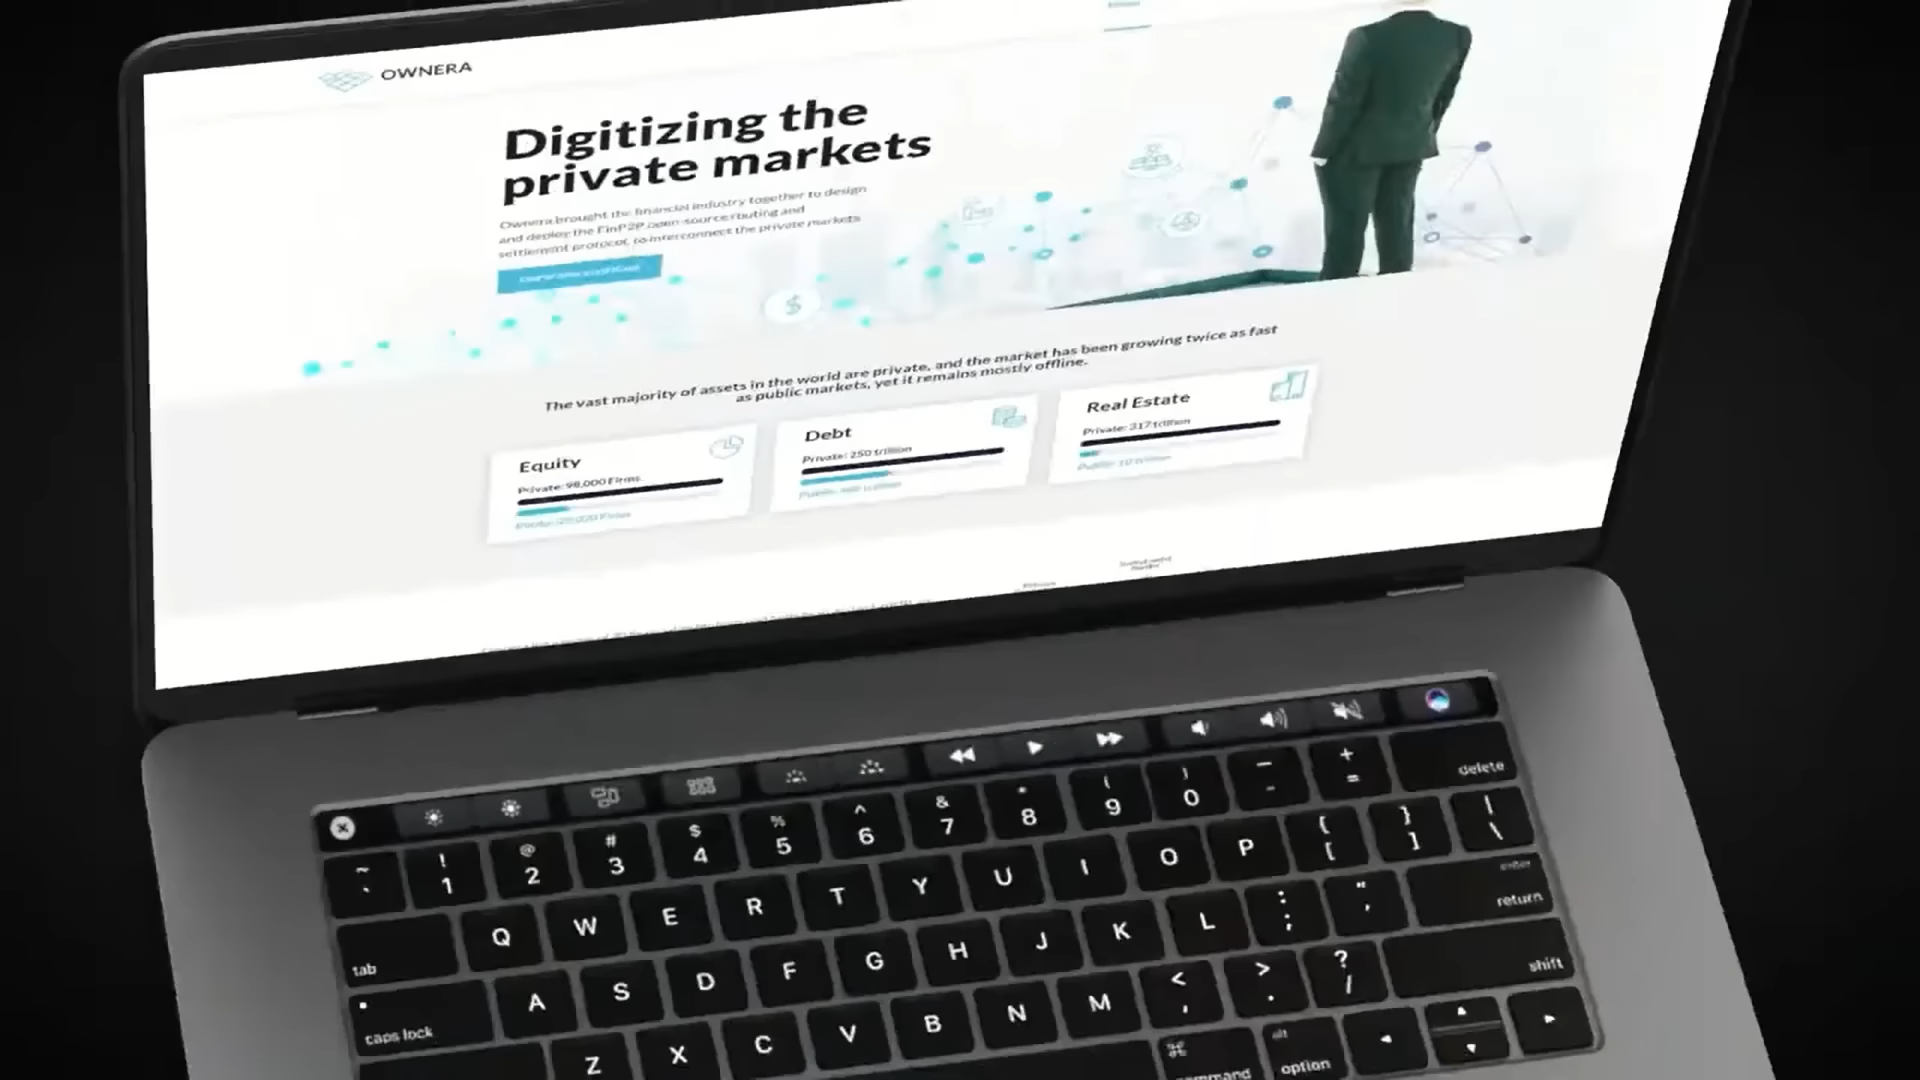 OWNERA
Digitizing the
private markets
Ownera brought the financial industry together to design
and deploy the FinP2P open-source routing and
settlement protocol, to interconnect the private markets
The vast majority of assets in the world are private, and the market has been growing twice as fast
as public markets, yet it remains mostly offline.
Equity
Private: 98,000 Firms
Debt
Private: 250 trillion
Real Estate
Private: 317 trillion
~ ! @ # $ % ^ & * ( ) — +
` 1 2 3 4 5 6 7 8 9 0 - = delete
tab Q W E R T Y U I O P { [ } ] | \
caps lock A S D F G H J K L : ; " ' enter return
Z X C V B N M < , > . ? / shift
⌘ command alt option